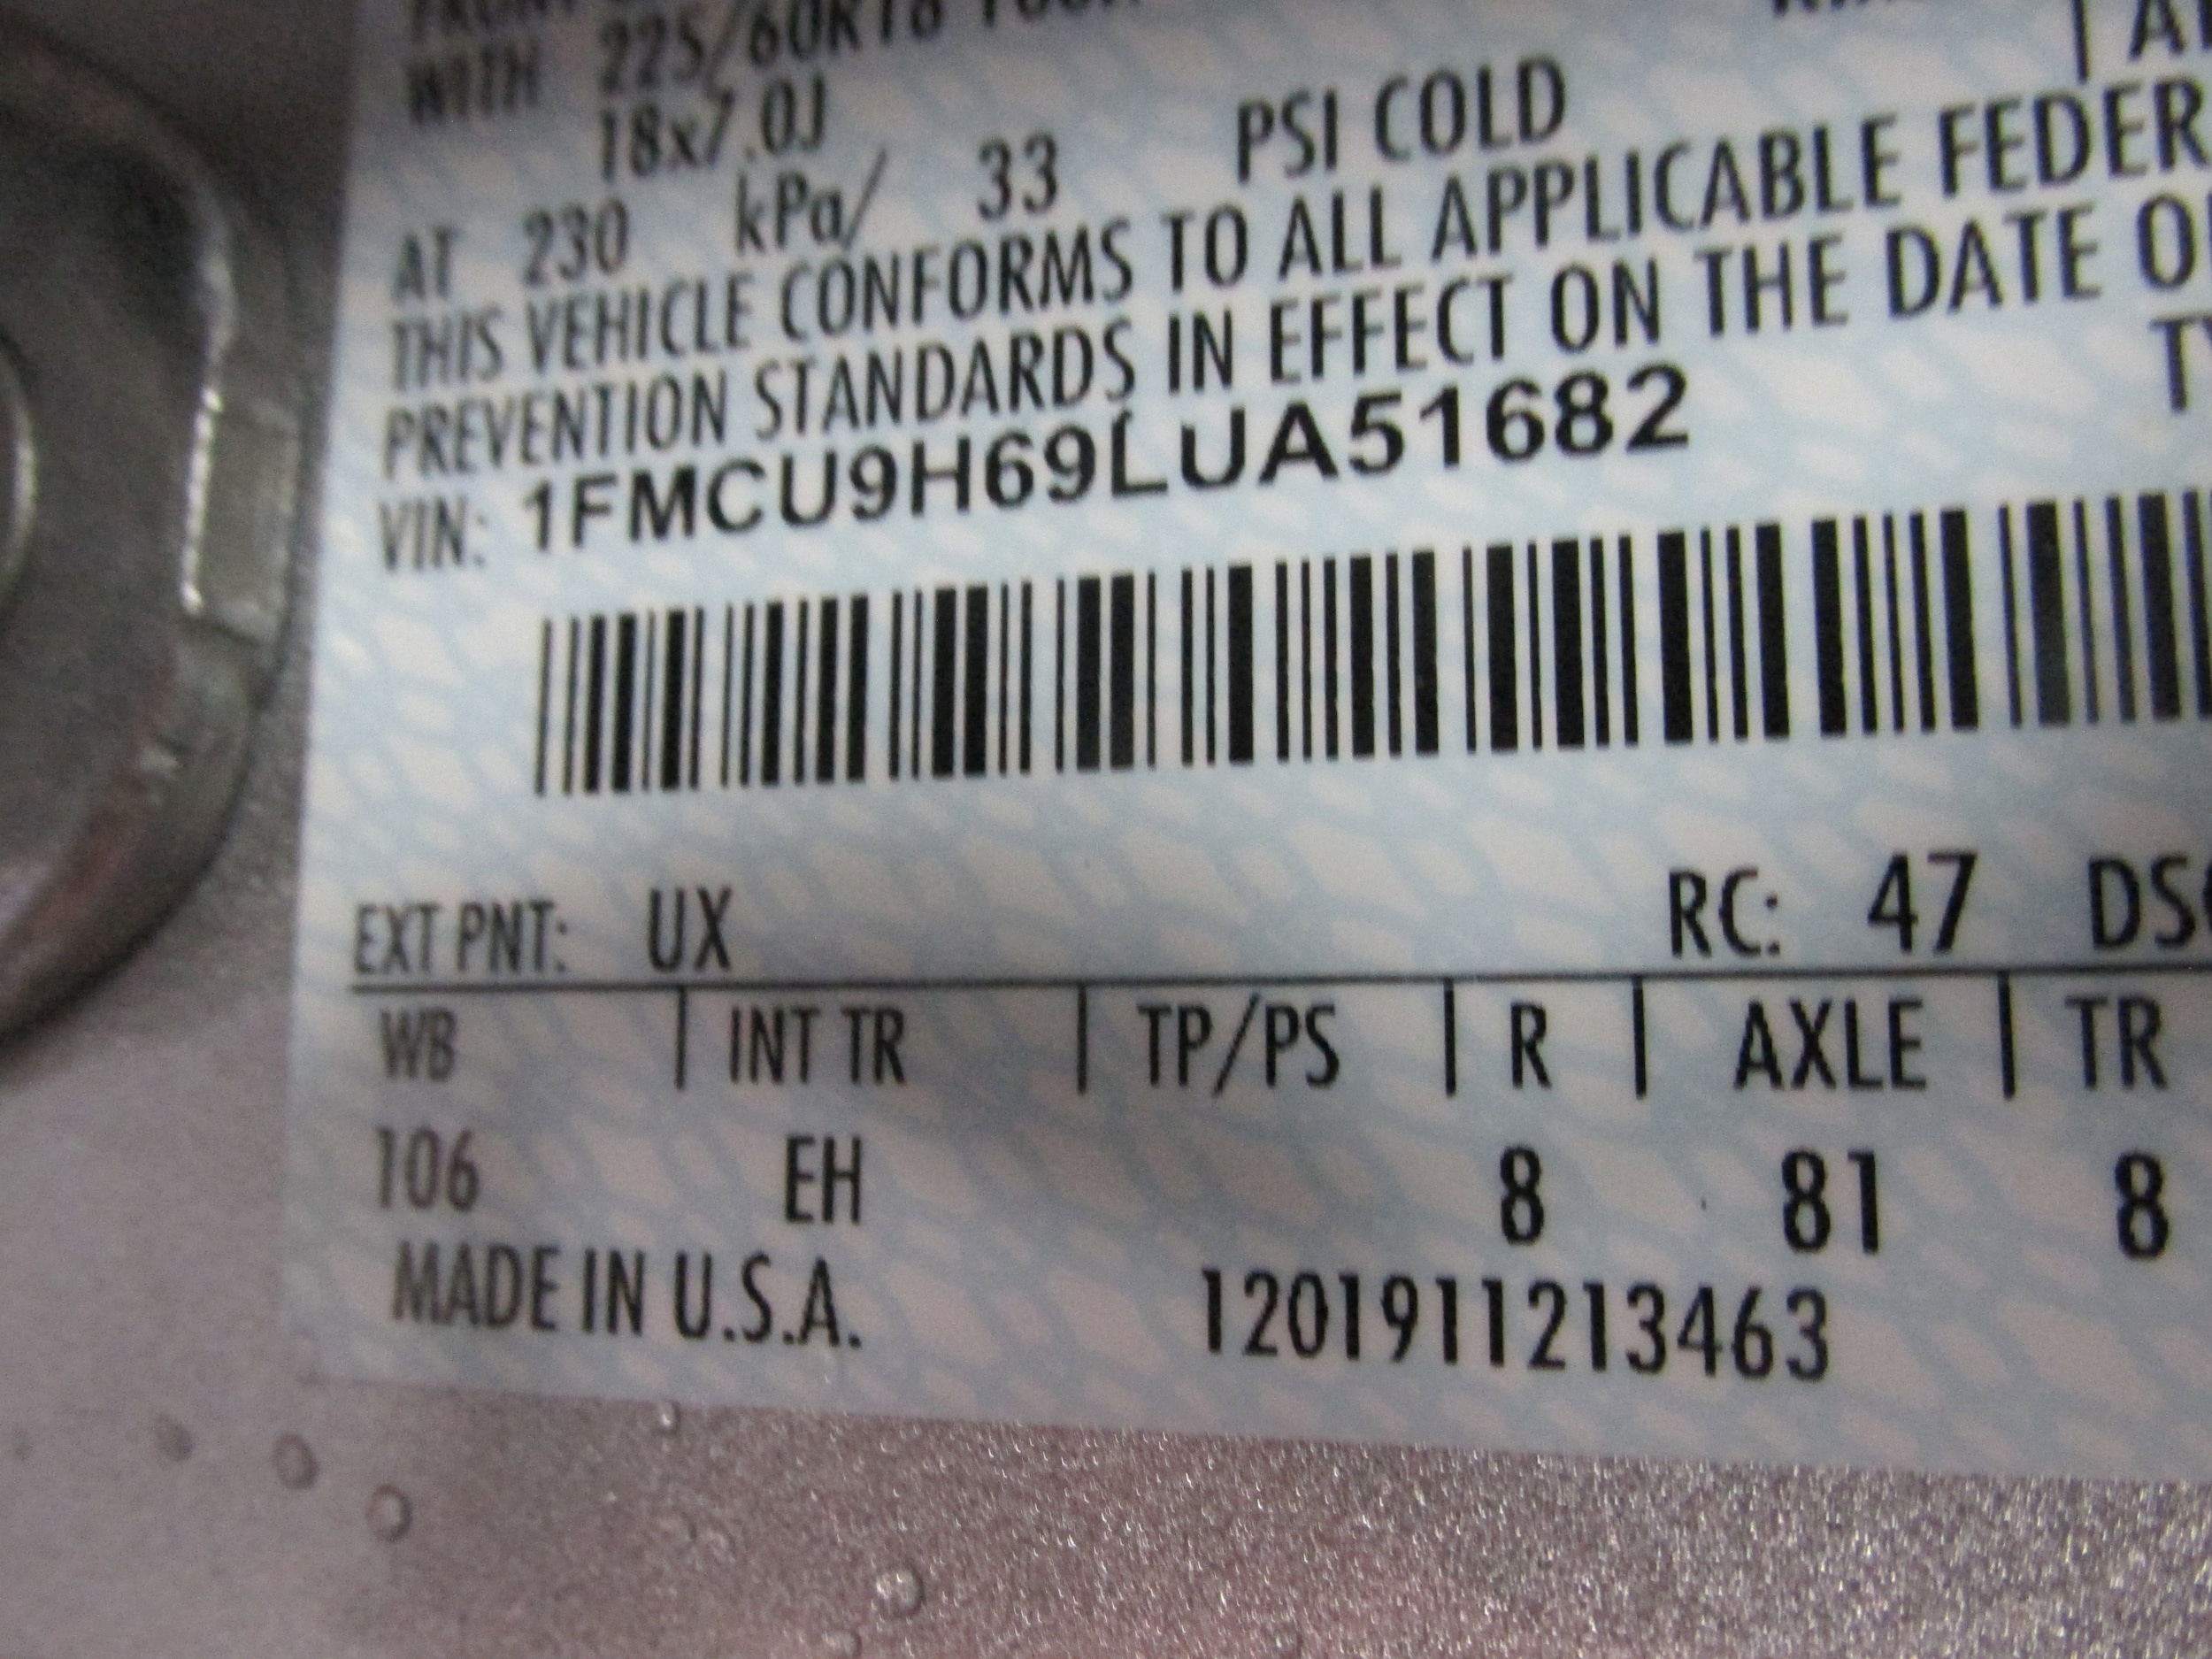 WITH 225/60R18
18x7.0J
AT 230 kPa/ 33 PSI COLD
THIS VEHICLE CONFORMS TO ALL APPLICABLE FEDER
PREVENTION STANDARDS IN EFFECT ON THE DATE
VIN: 1FMCU9H69LUA51682
EXT PNT: UX RC: 47
WB | INT TR | TP/PS | R | AXLE | TR
106 EH 8 81 8
MADE IN U.S.A. 1201911213463